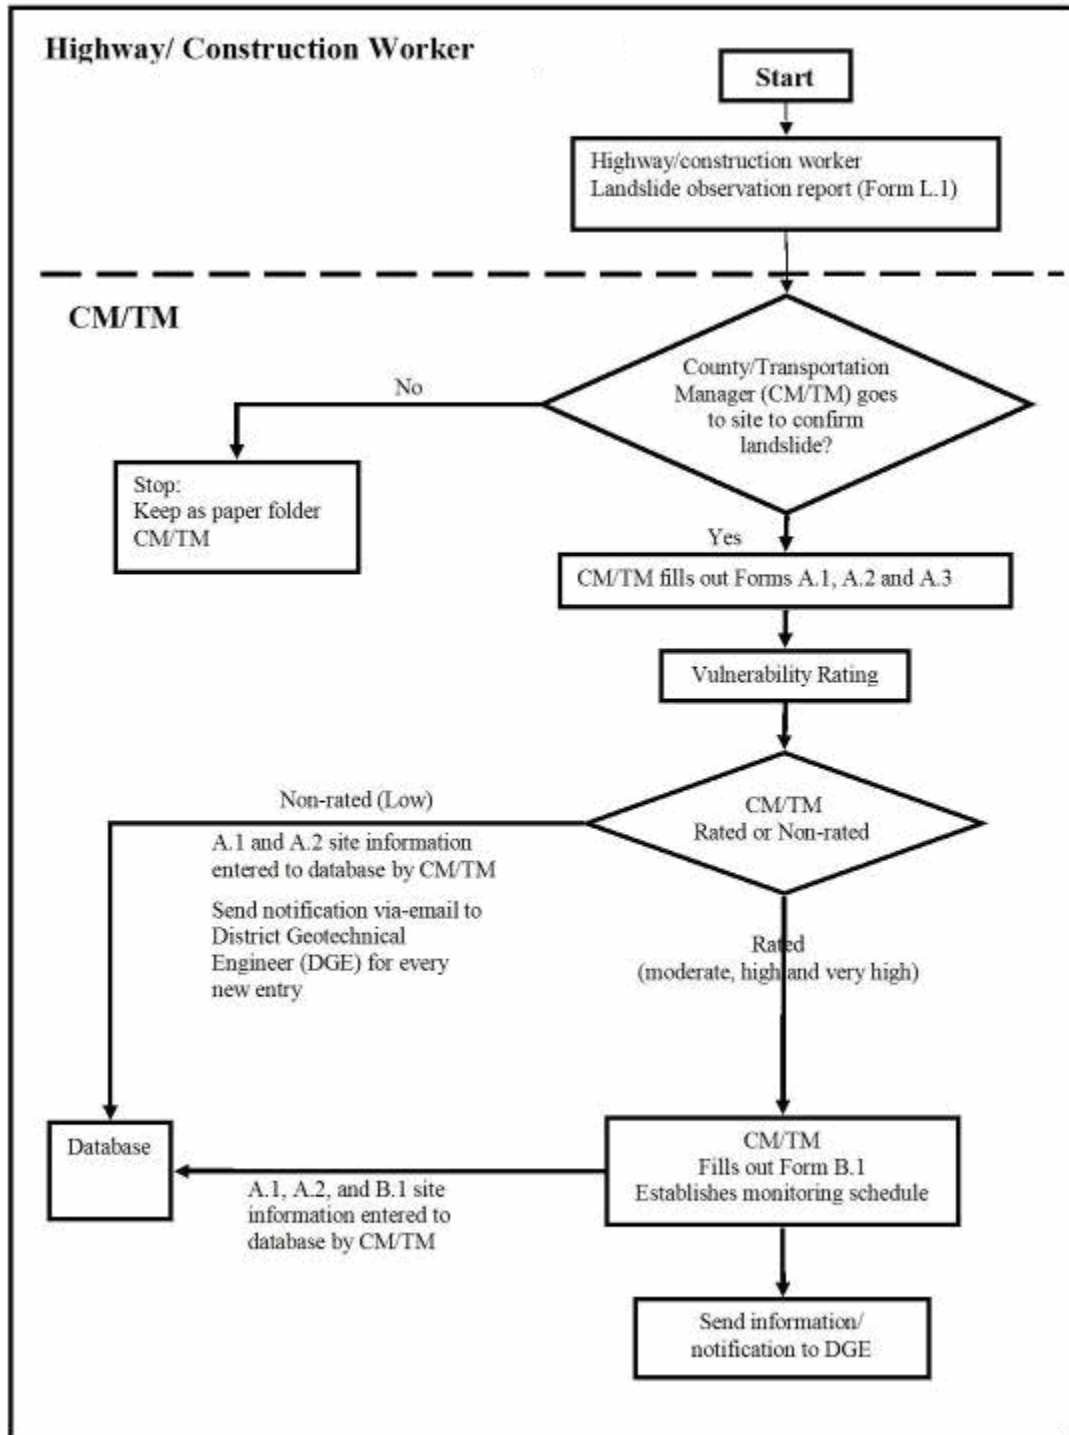 Highway/ Construction Worker
Start
Highway/construction worker
Landslide observation report (Form L.1)
CM/TM
County/Transportation
Manager (CM/TM) goes
to site to confirm
landslide?
No
Stop:
Keep as paper folder
CM/TM
Yes
CM/TM fills out Forms A.1, A.2 and A.3
Vulnerability Rating
CM/TM
Rated or Non-rated
Non-rated (Low)
A.1 and A.2 site information
entered to database by CM/TM
Send notification via-email to
District Geotechnical
Engineer (DGE) for every
new entry
Rated
(moderate, high and very high)
Database
CM/TM
Fills out Form B.1
Establishes monitoring schedule
A.1, A.2, and B.1 site
information entered to
database by CM/TM
Send information/
notification to DGE